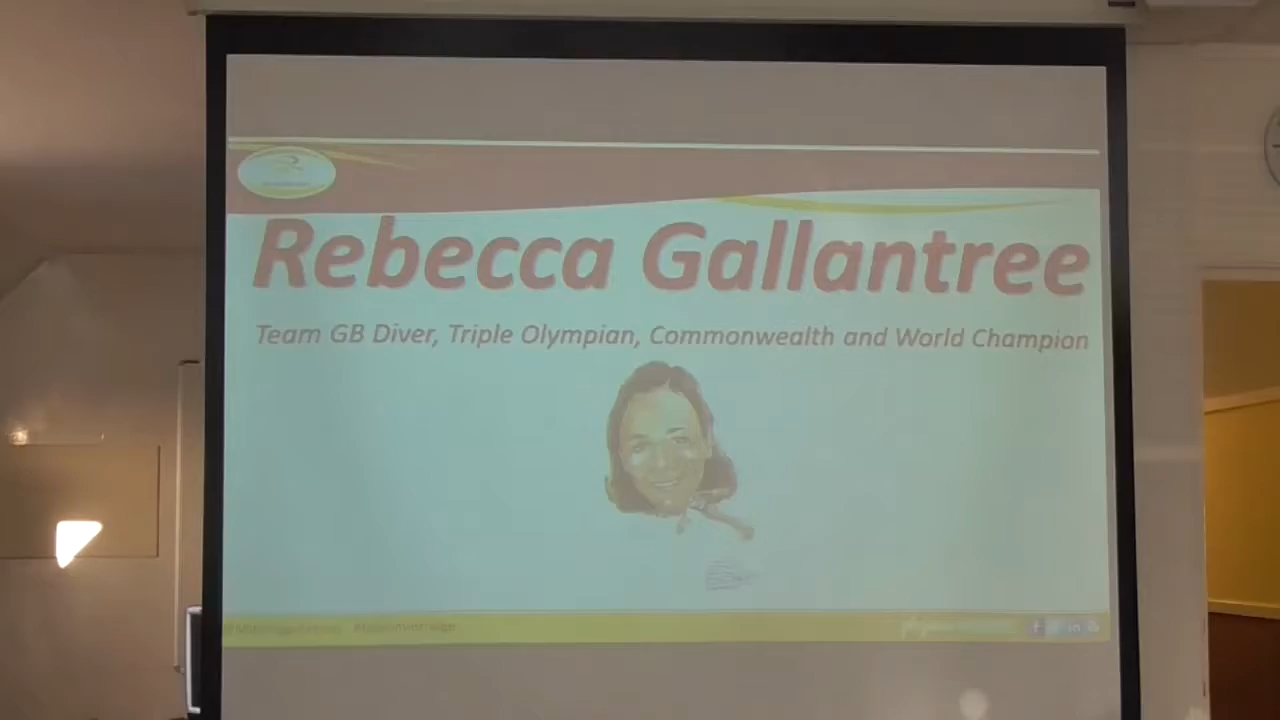 Rebecca Gallantree
Team GB Diver, Triple Olympian, Commonwealth and World Champion